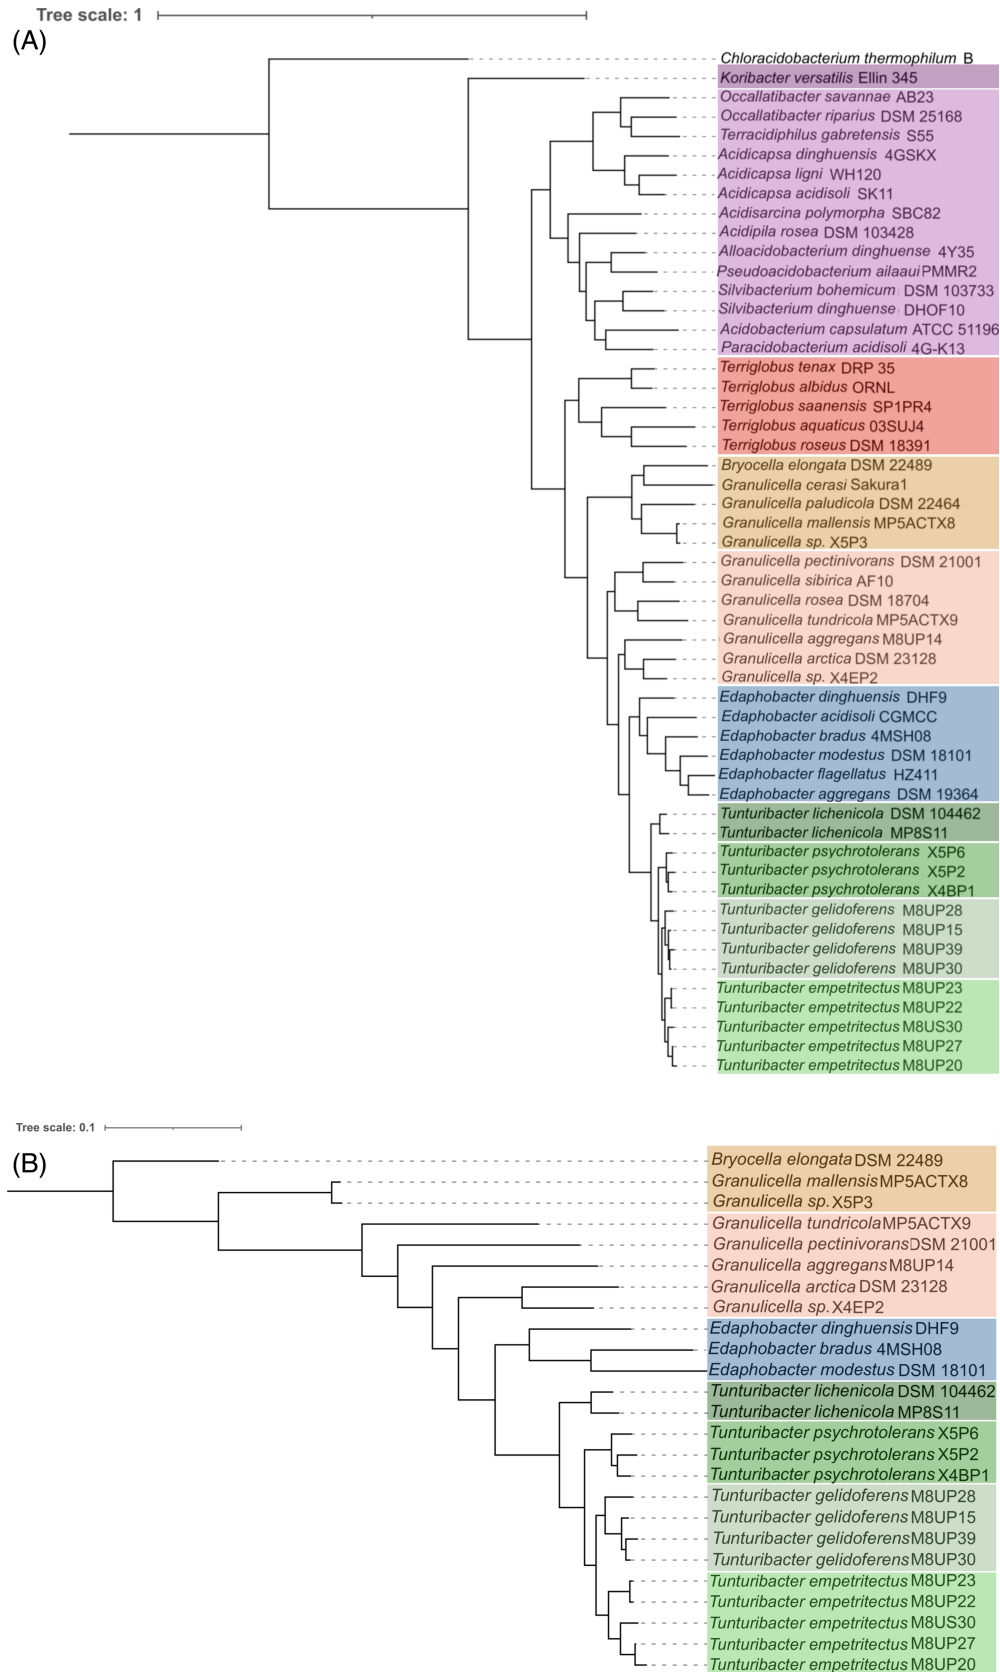 Tree scale: 1
(A)
Chloracidobacterium thermophilum B
Koribacter versatilis Ellin 345
Occallatibacter savannae AB23
Occallatibacter riparius DSM 25168
Terracidiphilus gabretensis S55
Acidicapsa dinghuensis 4GSKX
Acidicapsa ligni WH120
Acidicapsa acidisoli SK11
Acidisarcina polymorpha SBC82
Acidipila rosea DSM 103428
Alloacidobacterium dinghuense 4Y35
Pseudoacidobacterium ailaaui PMMR2
Silvibacterium bohemicum DSM 103733
Silvibacterium dinghuense DHOF10
Acidobacterium capsulatum ATCC 51196
Paracidobacterium acidisoli 4G-K13
Terriglobus tenax DRP 35
Terriglobus albidus ORNL
Terriglobus saanensis SP1PR4
Terriglobus aquaticus 03SUJ4
Terriglobus roseus DSM 18391
Bryocella elongata DSM 22489
Granulicella cerasi Sakura1
Granulicella paludicola DSM 22464
Granulicella mallensis MP5ACTX8
Granulicella sp. X5P3
Granulicella pectinivorans DSM 21001
Granulicella sibirica AF10
Granulicella rosea DSM 18704
Granulicella tundricola MP5ACTX9
Granulicella aggregans M8UP14
Granulicella arctica DSM 23128
Granulicella sp. X4EP2
Edaphobacter dinghuensis DHF9
Edaphobacter acidisoli CGMCC
Edaphobacter bradus 4MSH08
Edaphobacter modestus DSM 18101
Edaphobacter flagellatus HZ411
Edaphobacter aggregans DSM 19364
Tunturibacter lichenicola DSM 104462
Tunturibacter lichenicola MP8S11
Tunturibacter psychrotolerans X5P6
Tunturibacter psychrotolerans X5P2
Tunturibacter psychrotolerans X4BP1
Tunturibacter gelidoferens M8UP28
Tunturibacter gelidoferens M8UP15
Tunturibacter gelidoferens M8UP39
Tunturibacter gelidoferens M8UP30
Tunturibacter empetritectus M8UP23
Tunturibacter empetritectus M8UP22
Tunturibacter empetritectus M8US30
Tunturibacter empetritectus M8UP27
Tunturibacter empetritectus M8UP20
Tree scale: 0.1
(B)
Bryocella elongata DSM 22489
Granulicella mallensis MP5ACTX8
Granulicella sp. X5P3
Granulicella tundricola MP5ACTX9
Granulicella pectinivorans DSM 21001
Granulicella aggregans M8UP14
Granulicella arctica DSM 23128
Granulicella sp. X4EP2
Edaphobacter dinghuensis DHF9
Edaphobacter bradus 4MSH08
Edaphobacter modestus DSM 18101
Tunturibacter lichenicola DSM 104462
Tunturibacter lichenicola MP8S11
Tunturibacter psychrotolerans X5P6
Tunturibacter psychrotolerans X5P2
Tunturibacter psychrotolerans X4BP1
Tunturibacter gelidoferens M8UP28
Tunturibacter gelidoferens M8UP15
Tunturibacter gelidoferens M8UP39
Tunturibacter gelidoferens M8UP30
Tunturibacter empetritectus M8UP23
Tunturibacter empetritectus M8UP22
Tunturibacter empetritectus M8US30
Tunturibacter empetritectus M8UP27
Tunturibacter empetritectus M8UP20